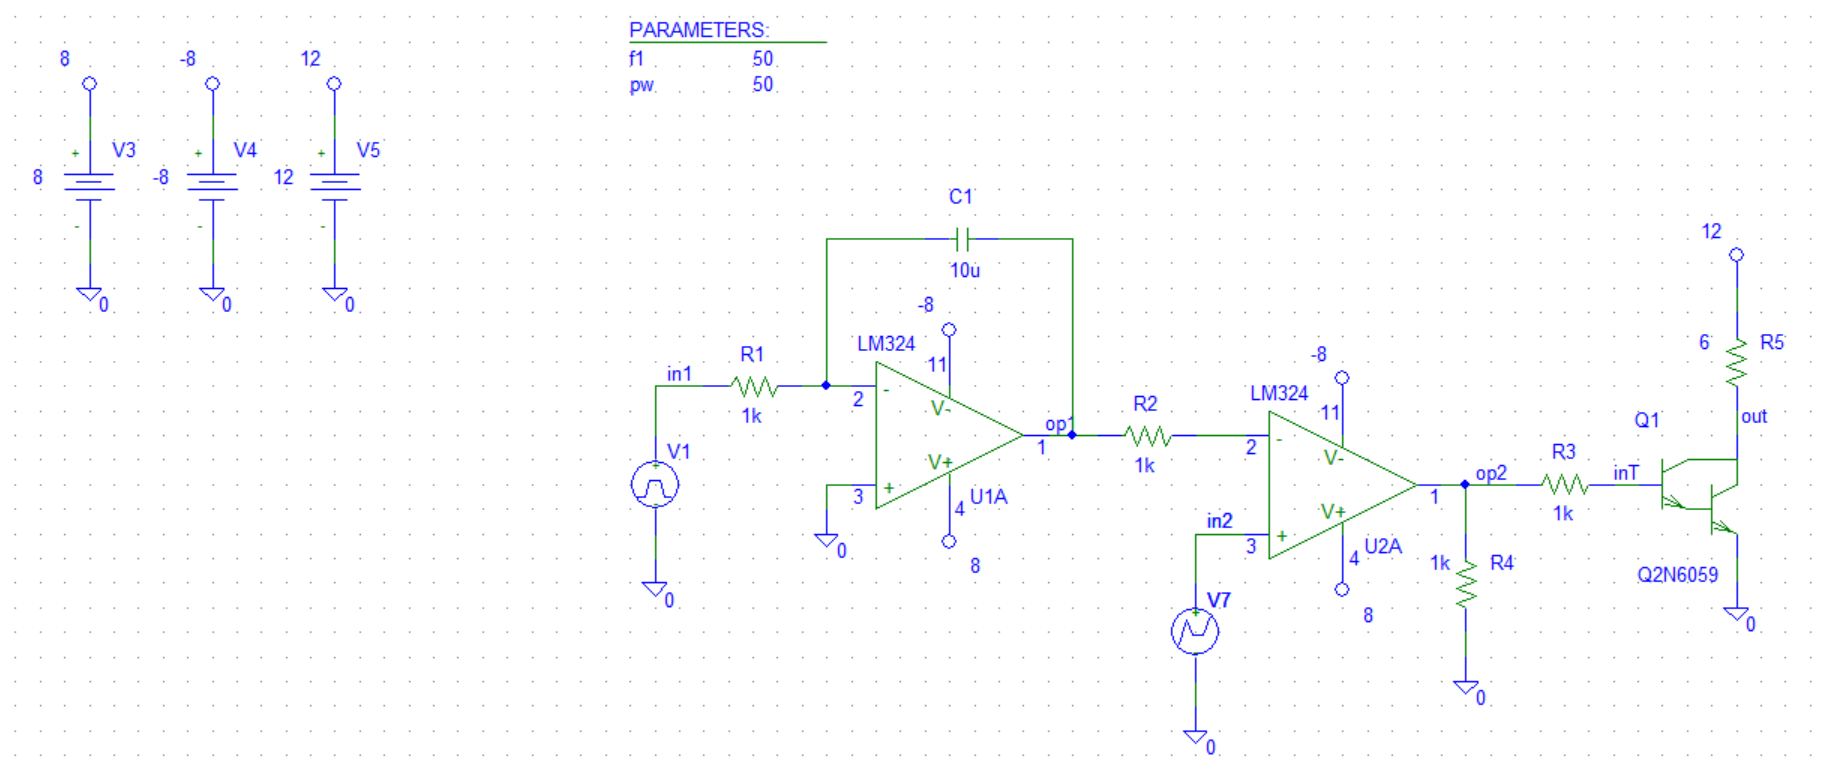 PARAMETERS:
f1 50
pw 50
8
-8
12
+ V3
+ V4
+ V5
8
-8
12
-
-
-
0
0
0
C1
10u
-8
LM324
11
R1
in1
1k
2
-
V-
op1
1
V+
3
+
U1A
4
8
0
V1
+
-
0
R2
1k
-8
LM324
11
2
-
V-
V+
in2
3
+
1
U2A
4
8
V7
+
0
op2
1k
R4
0
R3
1k
inT
12
6
R5
out
Q1
Q2N6059
0